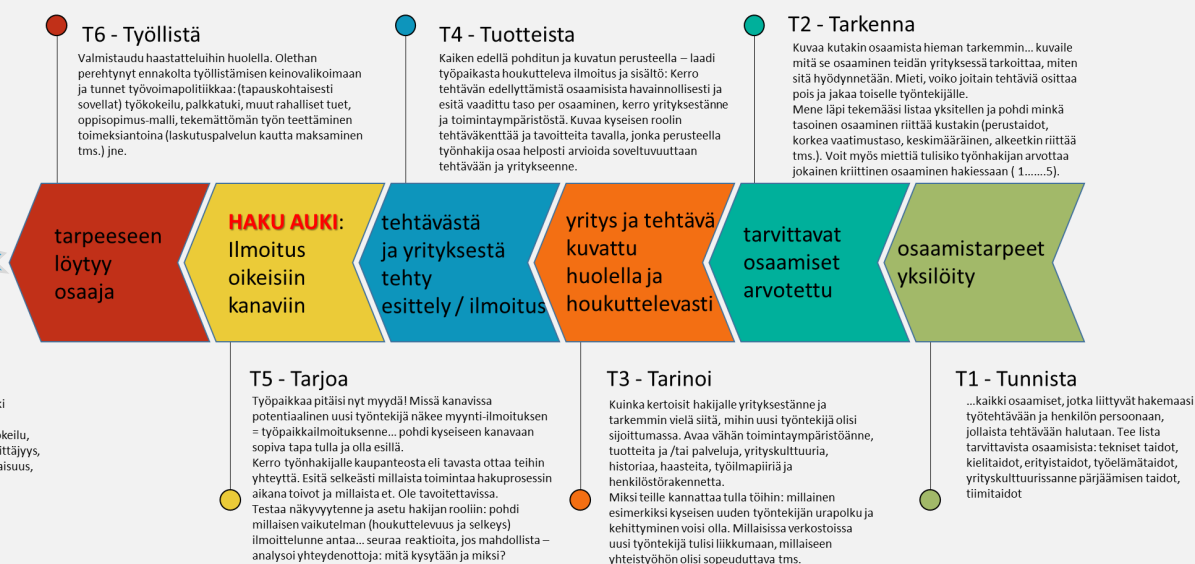 T6 - Työllistä
Valmistaudu haastatteluihin huolella. Olethan
perehtynyt ennakolta työllistämisen keinovalikoimaan
ja tunnet työvoimapolitiikkaa: (tapauskohtaisesti
sovellat) työkokeilu, palkkatuki, muut rahalliset tuet,
oppisopimus-malli, tekemättömän työn teettäminen
toimeksiantoina (laskutuspalvelun kautta maksaminen
tms.) jne.
T4 - Tuotteista
Kaiken edellä pohditun ja kuvatun perusteella – laadi
työpaikasta houkutteleva ilmoitus ja sisältö: Kerro
tehtävän edellyttämistä osaamisista havainnollisesti ja
esitä vaadittu taso per osaaminen, kerro yrityksestänne
ja toimintaympäristöstä. Kuvaa kyseisen roolin
tehtäväkenttää ja tavoitteita tavalla, jonka perusteella
työnhakija osaa helposti arvioida soveltuvuuttaan
tehtävään ja yritykseenne.
T2 - Tarkenna
Kuvaa kutakin osaamista hieman tarkemmin... kuvaile
mitä se osaaminen teidän yrityksessä tarkoittaa, miten
sitä hyödynnetään. Mieti, voiko joitain tehtäviä osittaa
pois ja jakaa toiselle työntekijälle.
Mene läpi tekemääsi listaa yksitellen ja pohdi minkä
tasoinen osaaminen riittää kustakin (perustaidot,
korkea vaatimustaso, keskimääräinen, alkeetkin riittää
tms.). Voit myös miettiä tulisiko työnhakijan arvottaa
jokainen kriittinen osaaminen hakiessaan ( 1.......5).
tarpeeseen
löytyy
osaaja
HAKU AUKI:
Ilmoitus
oikeisiin
kanaviin
tehtävästä
ja yrityksestä
tehty
esittely / ilmoitus
yritys ja tehtävä
kuvattu
huolella ja
houkuttelevasti
tarvittavat
osaamiset
arvotettu
osaamistarpeet
yksilöity
T5 - Tarjoa
Työpaikkaa pitäisi nyt myydä! Missä kanavissa
potentiaalinen uusi työntekijä näkee myynti-ilmoituksen
= työpaikkailmoituksenne... pohdi kyseiseen kanavaan
sopiva tapa tulla ja olla esillä.
Kerro työnhakijalle kaupanteosta eli tavasta ottaa teihin
yhteyttä. Esitä selkeästi millaista toimintaa hakuprosessin
aikana toivot ja millaista et. Ole tavoitettavissa.
Testaa näkyvyytenne ja asetu hakijan rooliin: pohdi
millaisen vaikutelman (houkuttelevuus ja selkeys)
ilmoittelunne antaa... seuraa reaktioita, jos mahdollista –
analysoi yhteydenottoja: mitä kysytään ja miksi?
T3 - Tarinoi
Kuinka kertoisit hakijalle yrityksestänne ja
tarkemmin vielä siitä, mihin uusi työntekijä olisi
sijoittumassa. Avaa vähän toimintaympäristöänne,
tuotteita ja /tai palveluja, yrityskulttuuria,
historiaa, haasteita, työilmapiiriä ja
henkilöstörakennetta.
Miksi teille kannattaa tulla töihin: millainen
esimerkiksi kyseisen uuden työntekijän urapolku ja
kehittyminen voisi olla. Millaisissa verkostoissa
uusi työntekijä tulisi liikkumaan, millaiseen
yhteistyöhön olisi sopeuduttava tms.
T1 - Tunnista
...kaikki osaamiset, jotka liittyvät hakemaasi
työtehtävään ja henkilön persoonaan,
jollaista tehtävään halutaan. Tee lista
tarvittavista osaamisista: tekniset taidot,
kielitaidot, erityistaidot, työelämätaidot,
yrityskulttuurissanne pärjäämisen taidot,
tiimitaidot